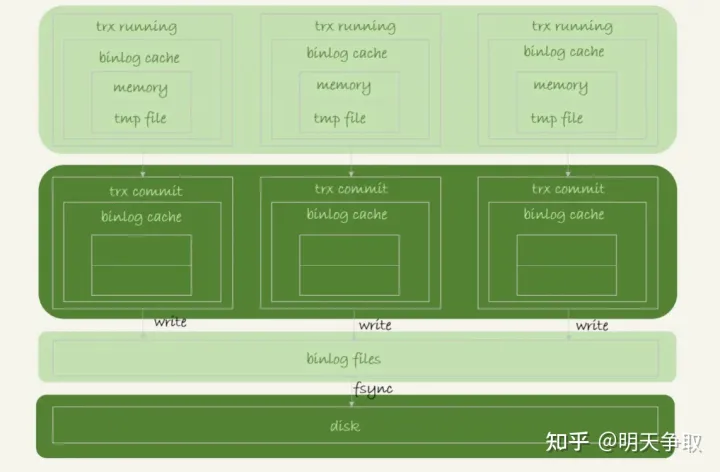 trx running
binlog cache
memory
tmp file
trx running
binlog cache
memory
tmp file
trx running
binlog cache
memory
tmp file
trx commit
binlog cache
trx commit
binlog cache
trx commit
binlog cache
write
write
write
binlog files
fsync
disk
知乎 @明天争取